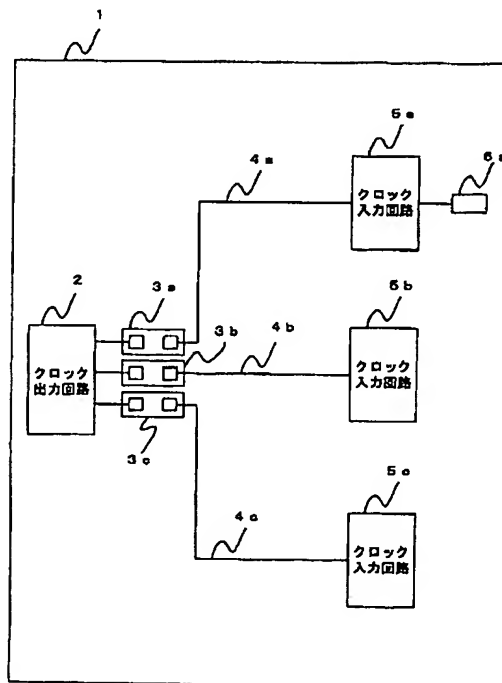 1
5a
クロック
入力回路
6a
4a
2
3a
クロック
出力回路
3b
4b
5b
クロック
入力回路
3c
5c
クロック
入力回路
4c